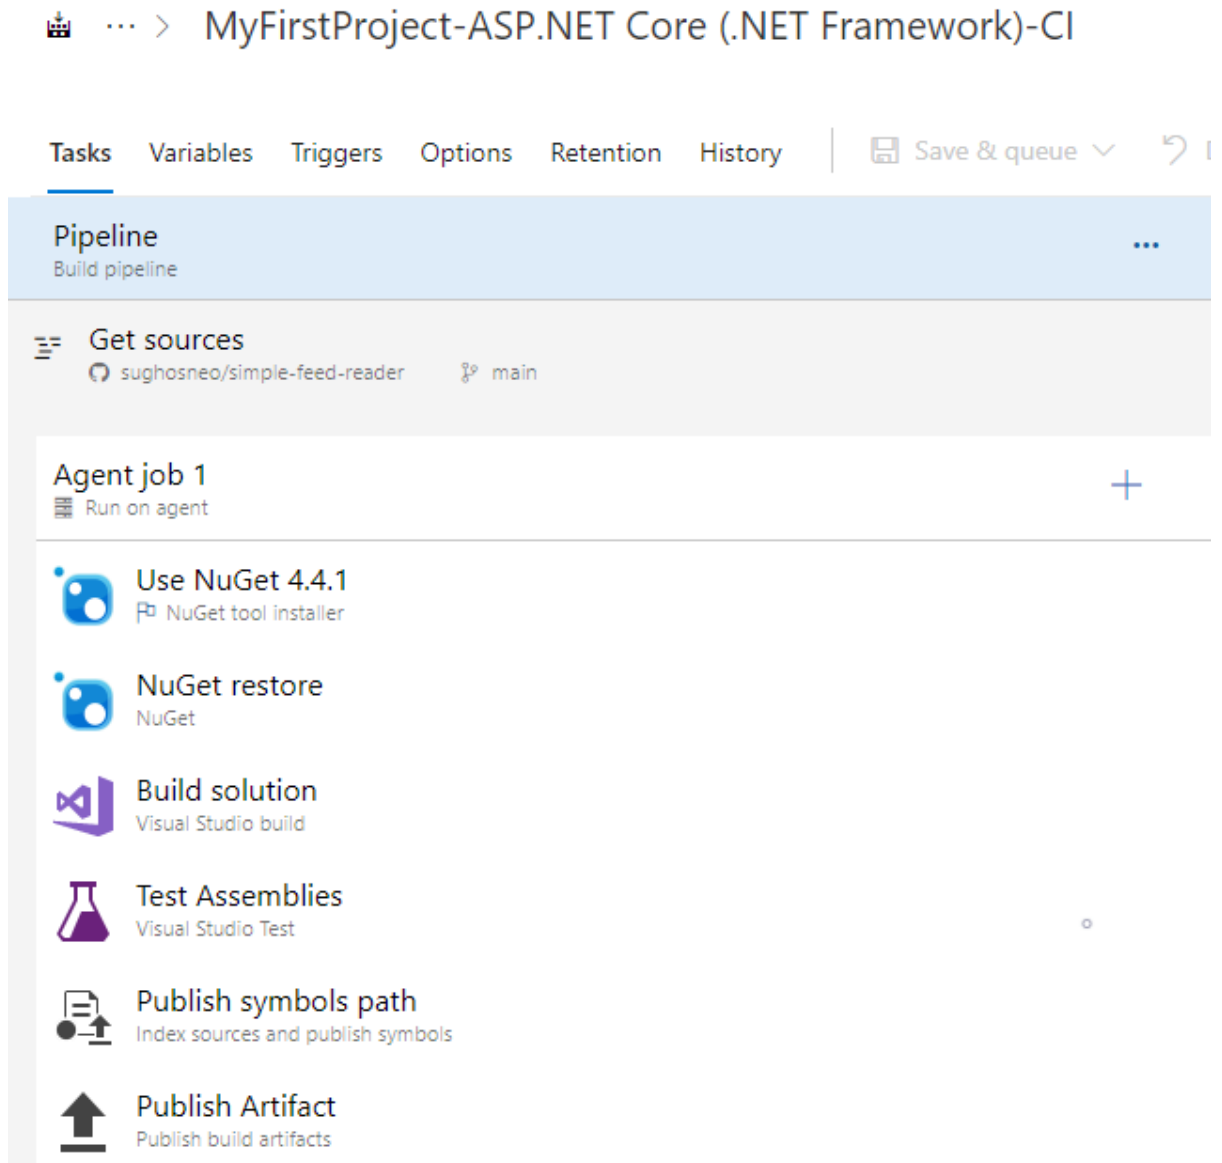 ··· > MyFirstProject-ASP.NET Core (.NET Framework)-CI
Tasks Variables Triggers Options Retention History Save & queue
Pipeline
Build pipeline
Get sources
sughosneo/simple-feed-reader main
Agent job 1
Run on agent
Use NuGet 4.4.1
NuGet tool installer
NuGet restore
NuGet
Build solution
Visual Studio build
Test Assemblies
Visual Studio Test
Publish symbols path
Index sources and publish symbols
Publish Artifact
Publish build artifacts